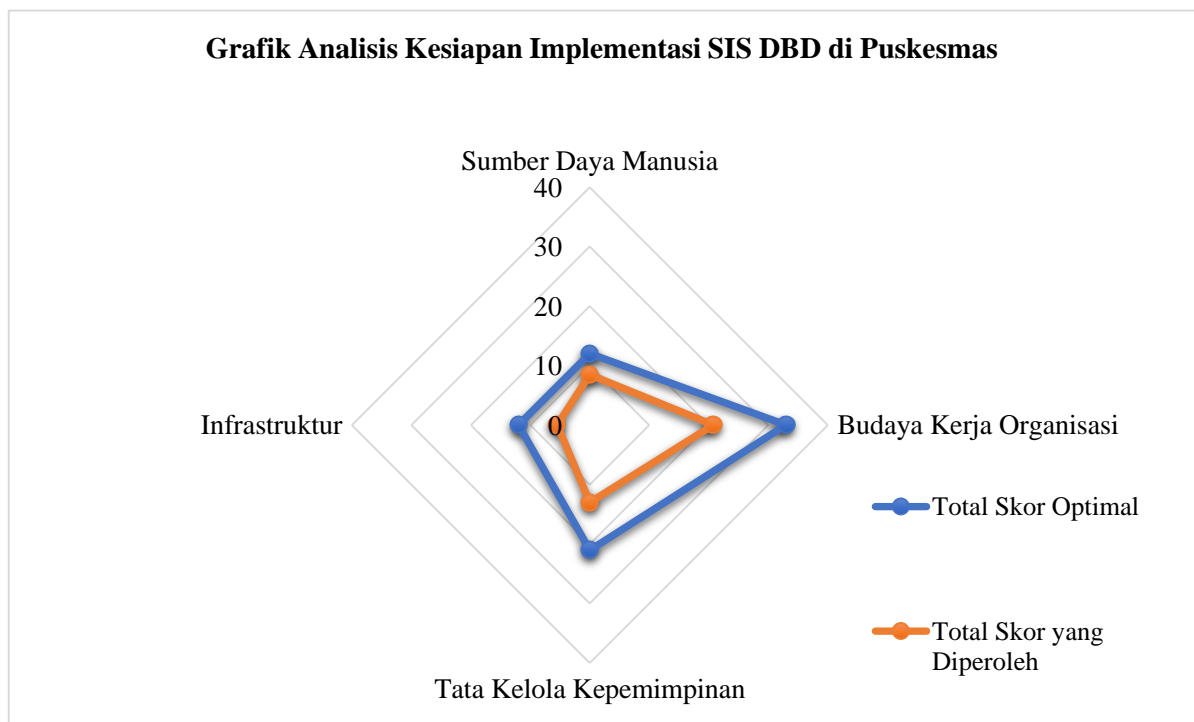 Grafik Analisis Kesiapan Implementasi SIS DBD di Puskesmas
Sumber Daya Manusia
40
30
20
10
0
Infrastruktur
Budaya Kerja Organisasi
Total Skor Optimal
Total Skor yang
Diperoleh
Tata Kelola Kepemimpinan